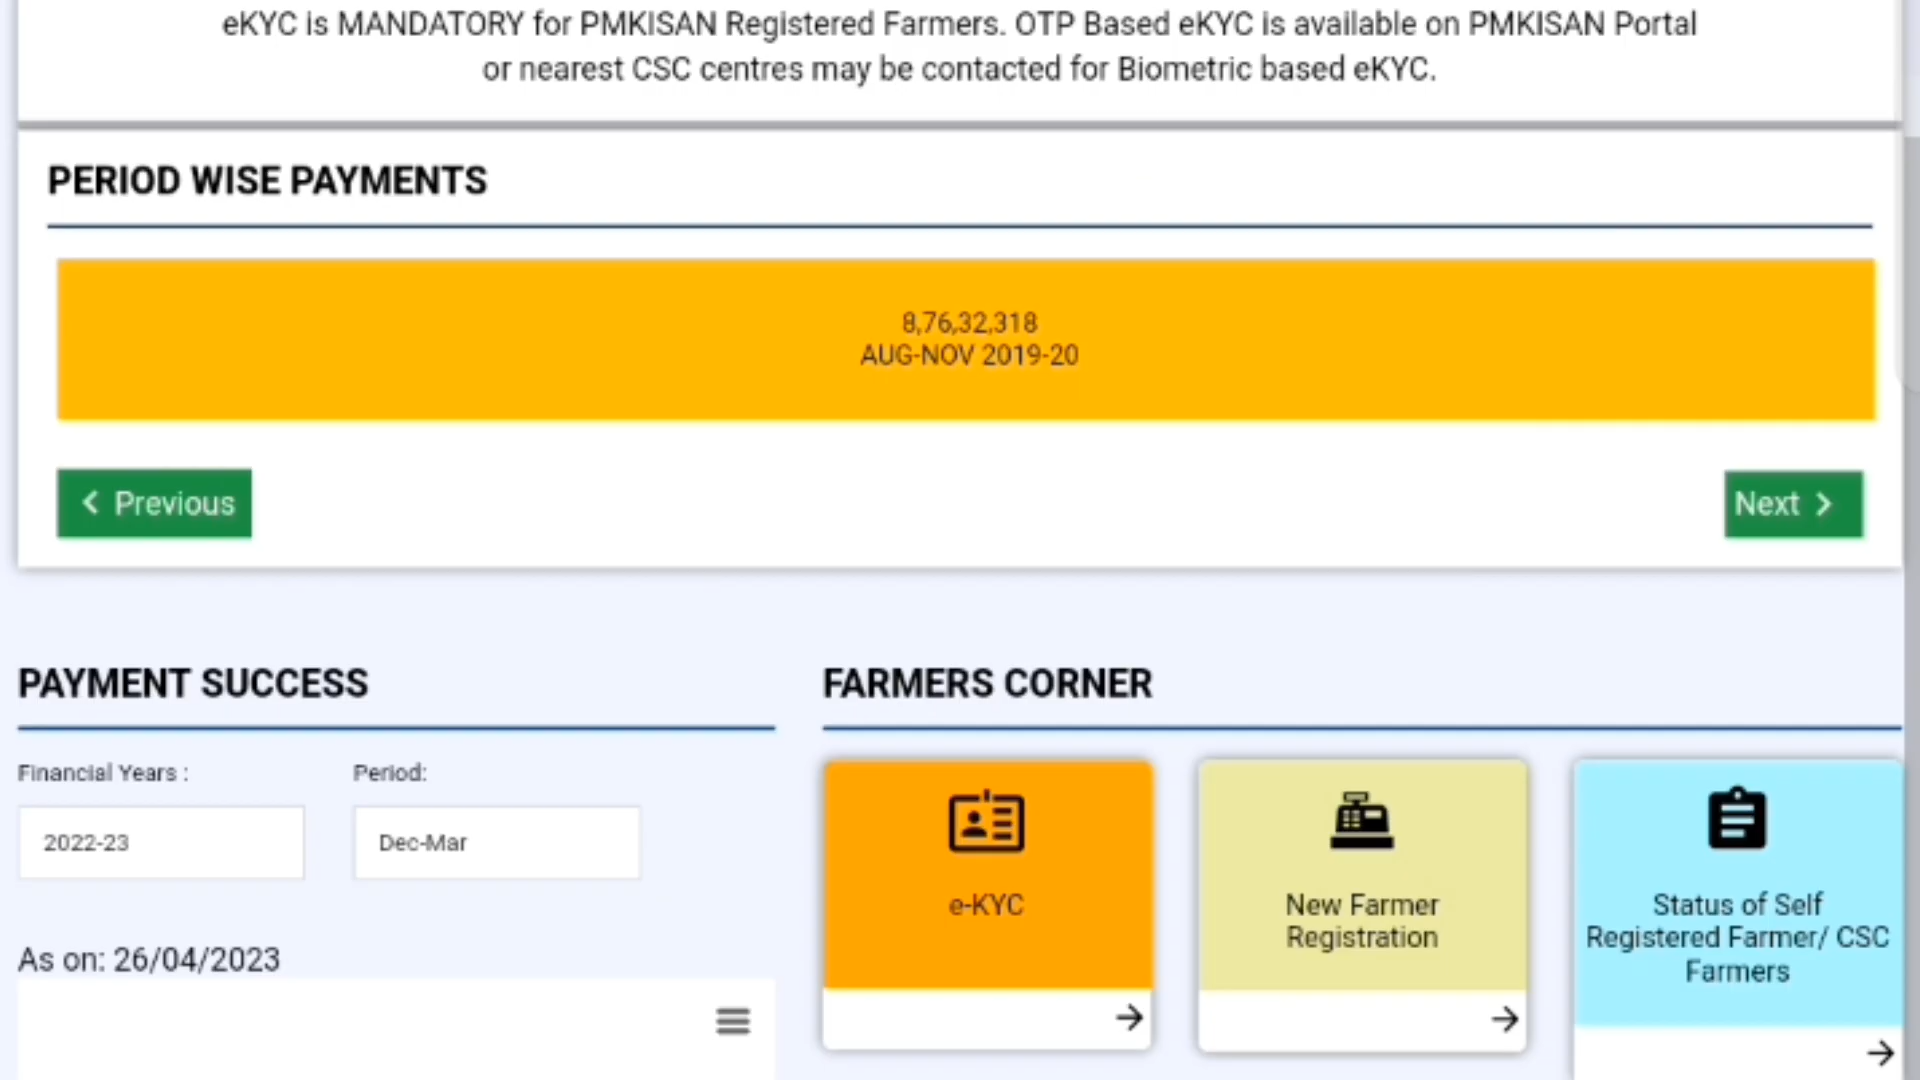 eKYC is MANDATORY for PMKISAN Registered Farmers. OTP Based eKYC is available on PMKISAN Portal
or nearest CSC centres may be contacted for Biometric based eKYC.
PERIOD WISE PAYMENTS
8,76,32,318
AUG-NOV 2019-20
Previous
Next
PAYMENT SUCCESS
Financial Years :
Period:
2022-23
Dec-Mar
As on: 26/04/2023
FARMERS CORNER
e-KYC
New Farmer
Registration
Status of Self
Registered Farmer/ CSC
Farmers